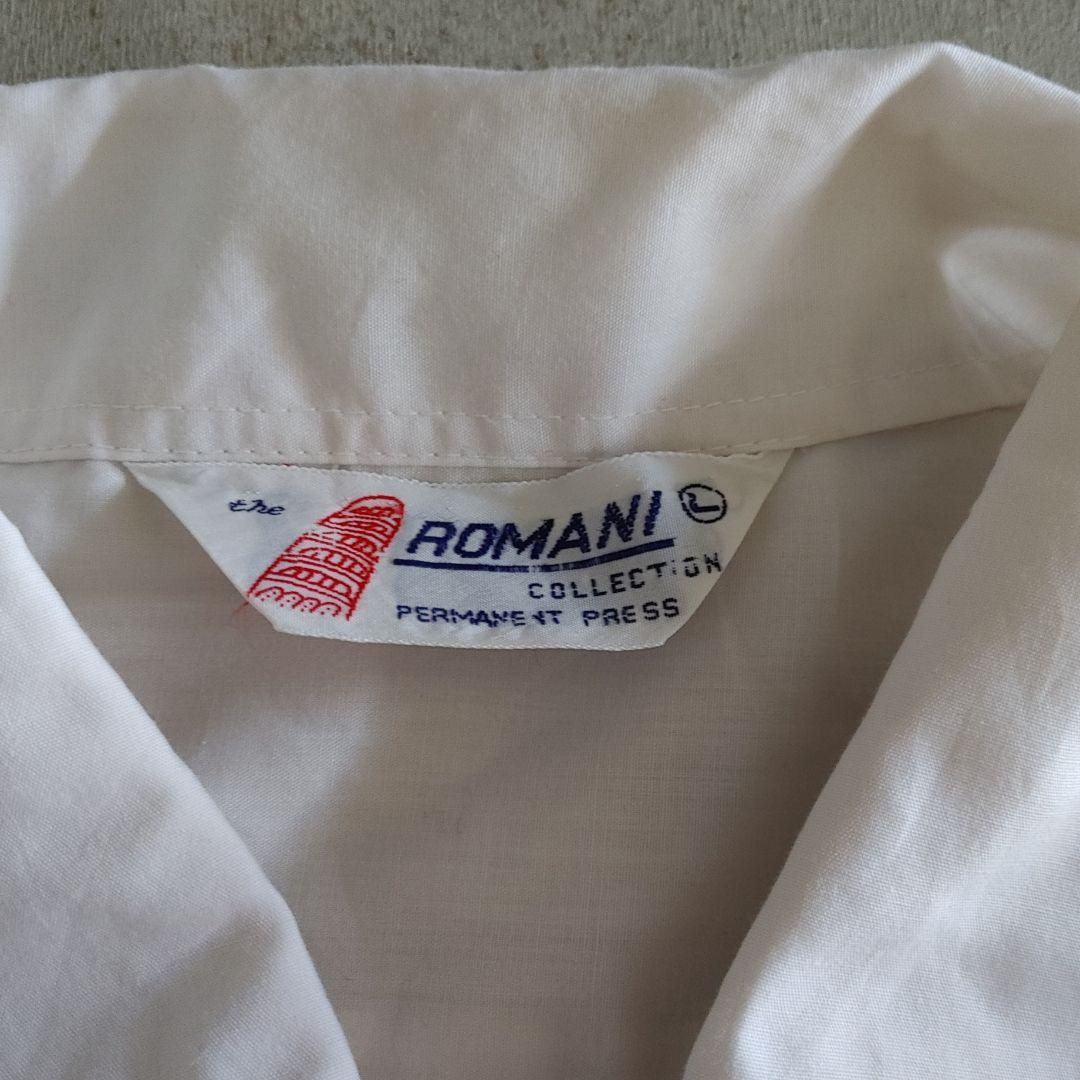 the ROMANI L
COLLECTION
PERMANENT PRESS